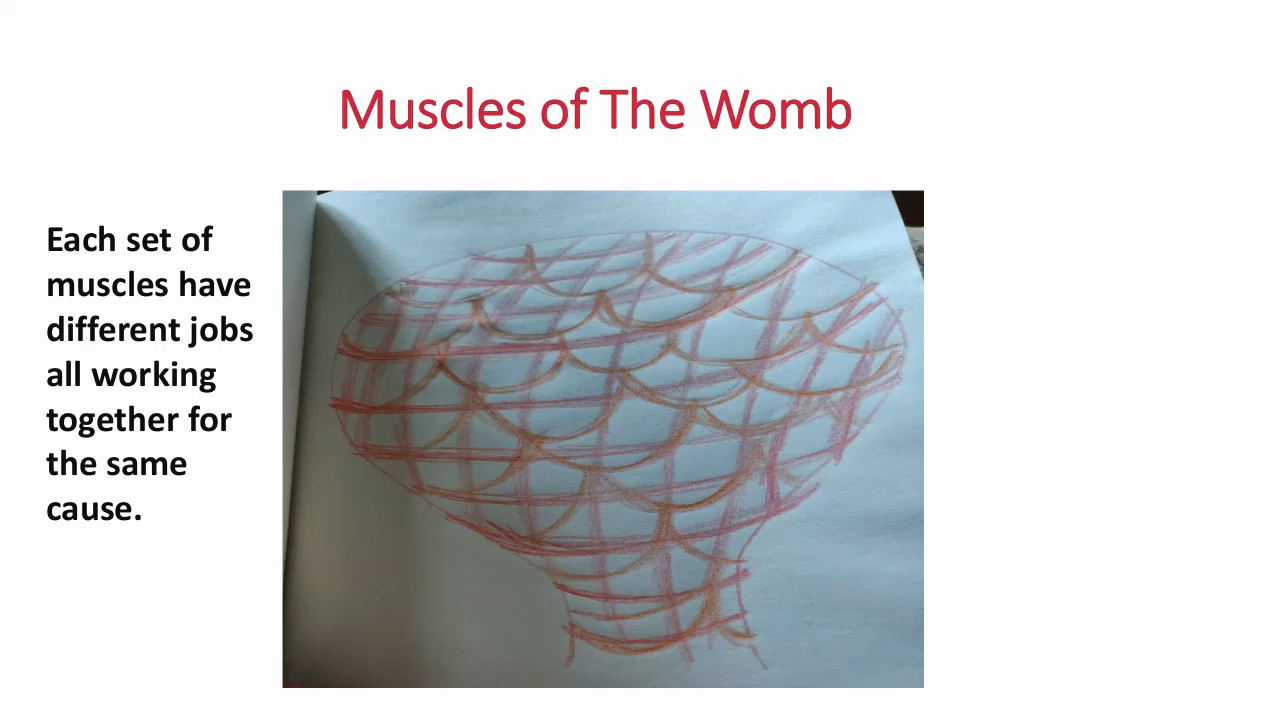 Muscles of The Womb
Each set of
muscles have
different jobs
all working
together for
the same
cause.